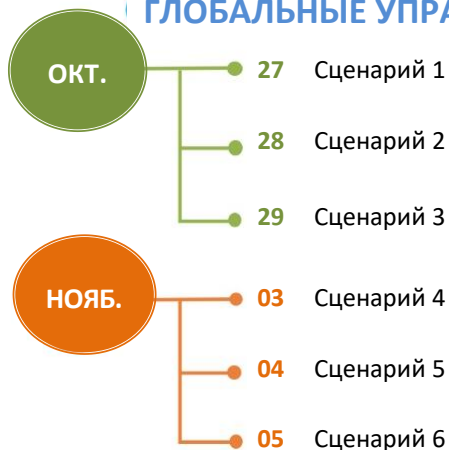 ГЛОБАЛЬНЫЕ УПРА
ОКТ.
27 Сценарий 1
28 Сценарий 2
29 Сценарий 3
НОЯБ.
03 Сценарий 4
04 Сценарий 5
05 Сценарий 6